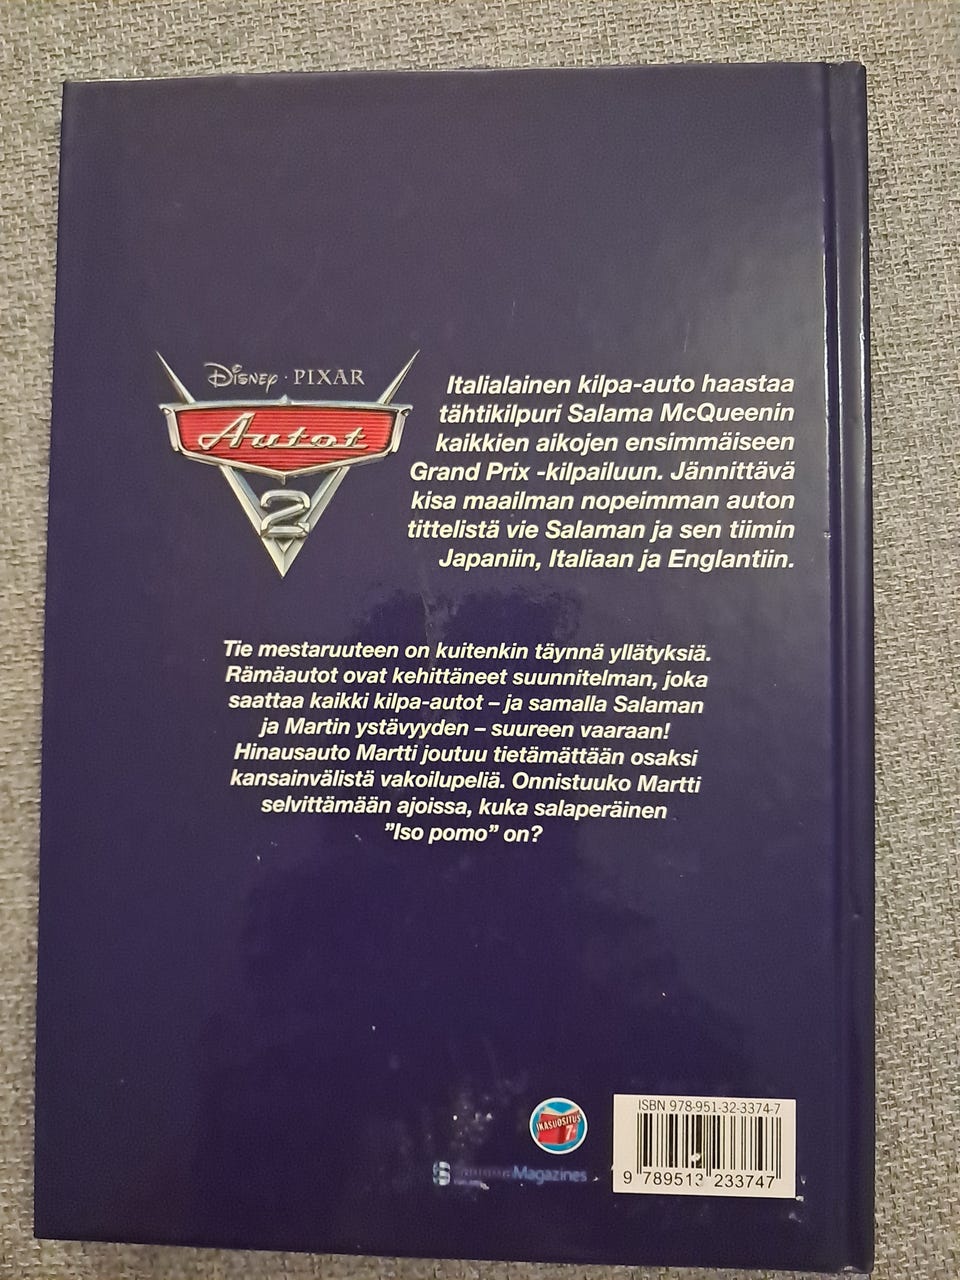 Disney · PIXAR
Autot
2
Italialainen kilpa-auto haastaa
tähtikilpuri Salama McQueenin
kaikkien aikojen ensimmäiseen
Grand Prix -kilpailuun. Jännittävä
kisa maailman nopeimman auton
tittelistä vie Salaman ja sen tiimin
Japaniin, Italiaan ja Englantiin.
Tie mestaruuteen on kuitenkin täynnä yllätyksiä.
Rämäautot ovat kehittäneet suunnitelman, joka
saattaa kaikki kilpa-autot – ja samalla Salaman
ja Martin ystävyyden – suureen vaaraan!
Hinausauto Martti joutuu tietämättään osaksi
kansainvälistä vakoilupeliä. Onnistuuko Martti
selvittämään ajoissa, kuka salaperäinen
”Iso pomo” on?
IKÄSUOSITUS
7+
Magazines
ISBN 978-951-32-3374-7
9 789513 233747